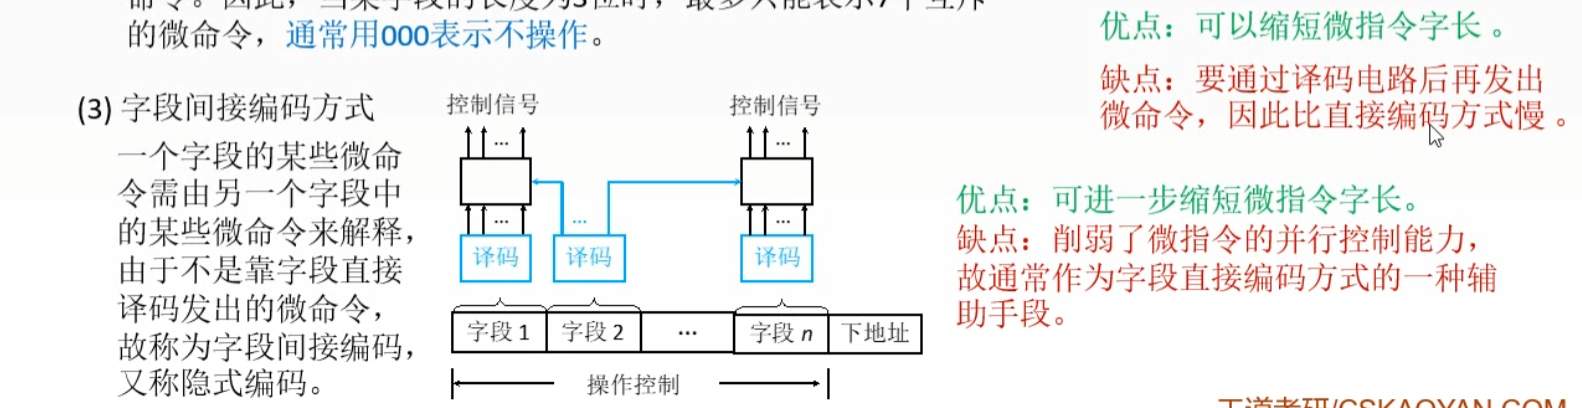 的微命令，通常用000表示不操作。
优点：可以缩短微指令字长 。
缺点：要通过译码电路后再发出
微命令，因此比直接编码方式慢 。
(3) 字段间接编码方式
一个字段的某些微命
令需由另一个字段中
的某些微命令来解释，
由于不是靠字段直接
译码发出的微命令，
故称为字段间接编码，
又称隐式编码。
控制信号 控制信号
... ...
... ... ...
译码 译码 译码
字段 1 字段 2 ... 字段 n 下地址
操作控制
优点：可进一步缩短微指令字长。
缺点：削弱了微指令的并行控制能力，
故通常作为字段直接编码方式的一种辅
助手段。